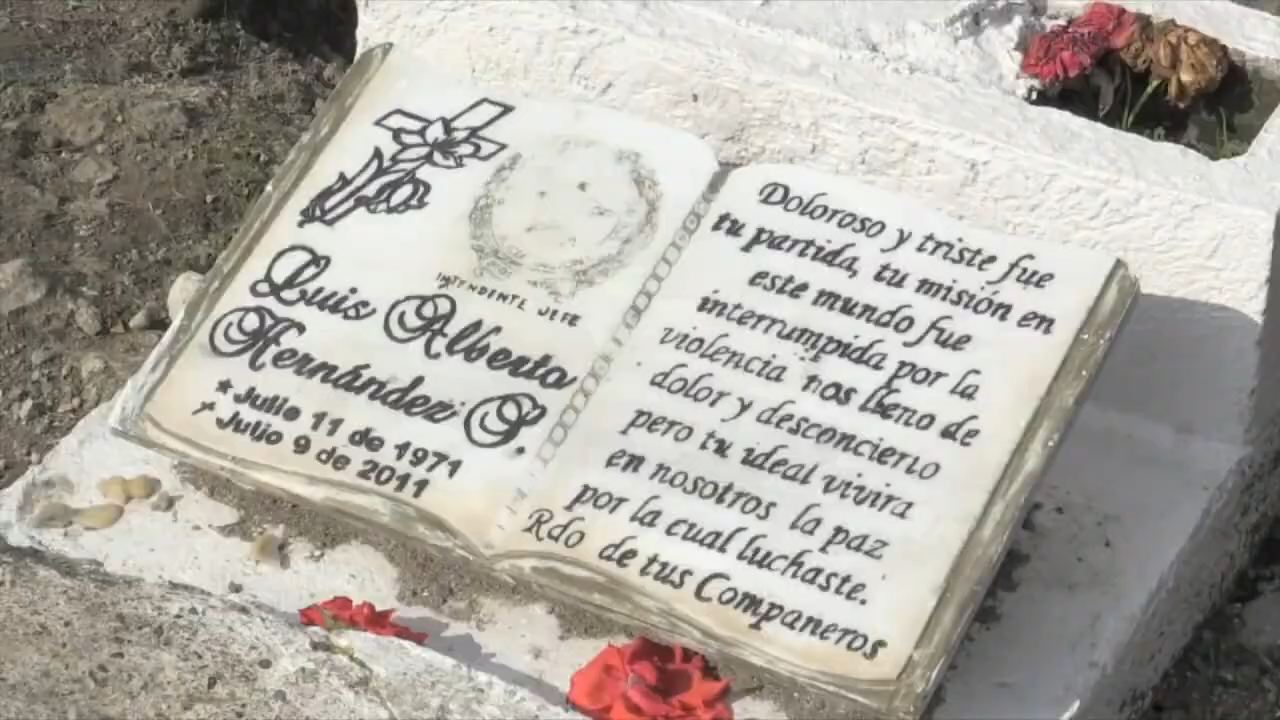 INTENDENTE JEFE
Luis Alberto
Hernández P.
* Julio 11 de 1971
† Julio 9 de 2011
Doloroso y triste fue
tu partida, tu misión en
este mundo fue
interrumpida por la
violencia nos lleno de
dolor y desconcierto
pero tu ideal vivira
en nosotros la paz
por la cual luchaste.
Rdo de tus Companeros